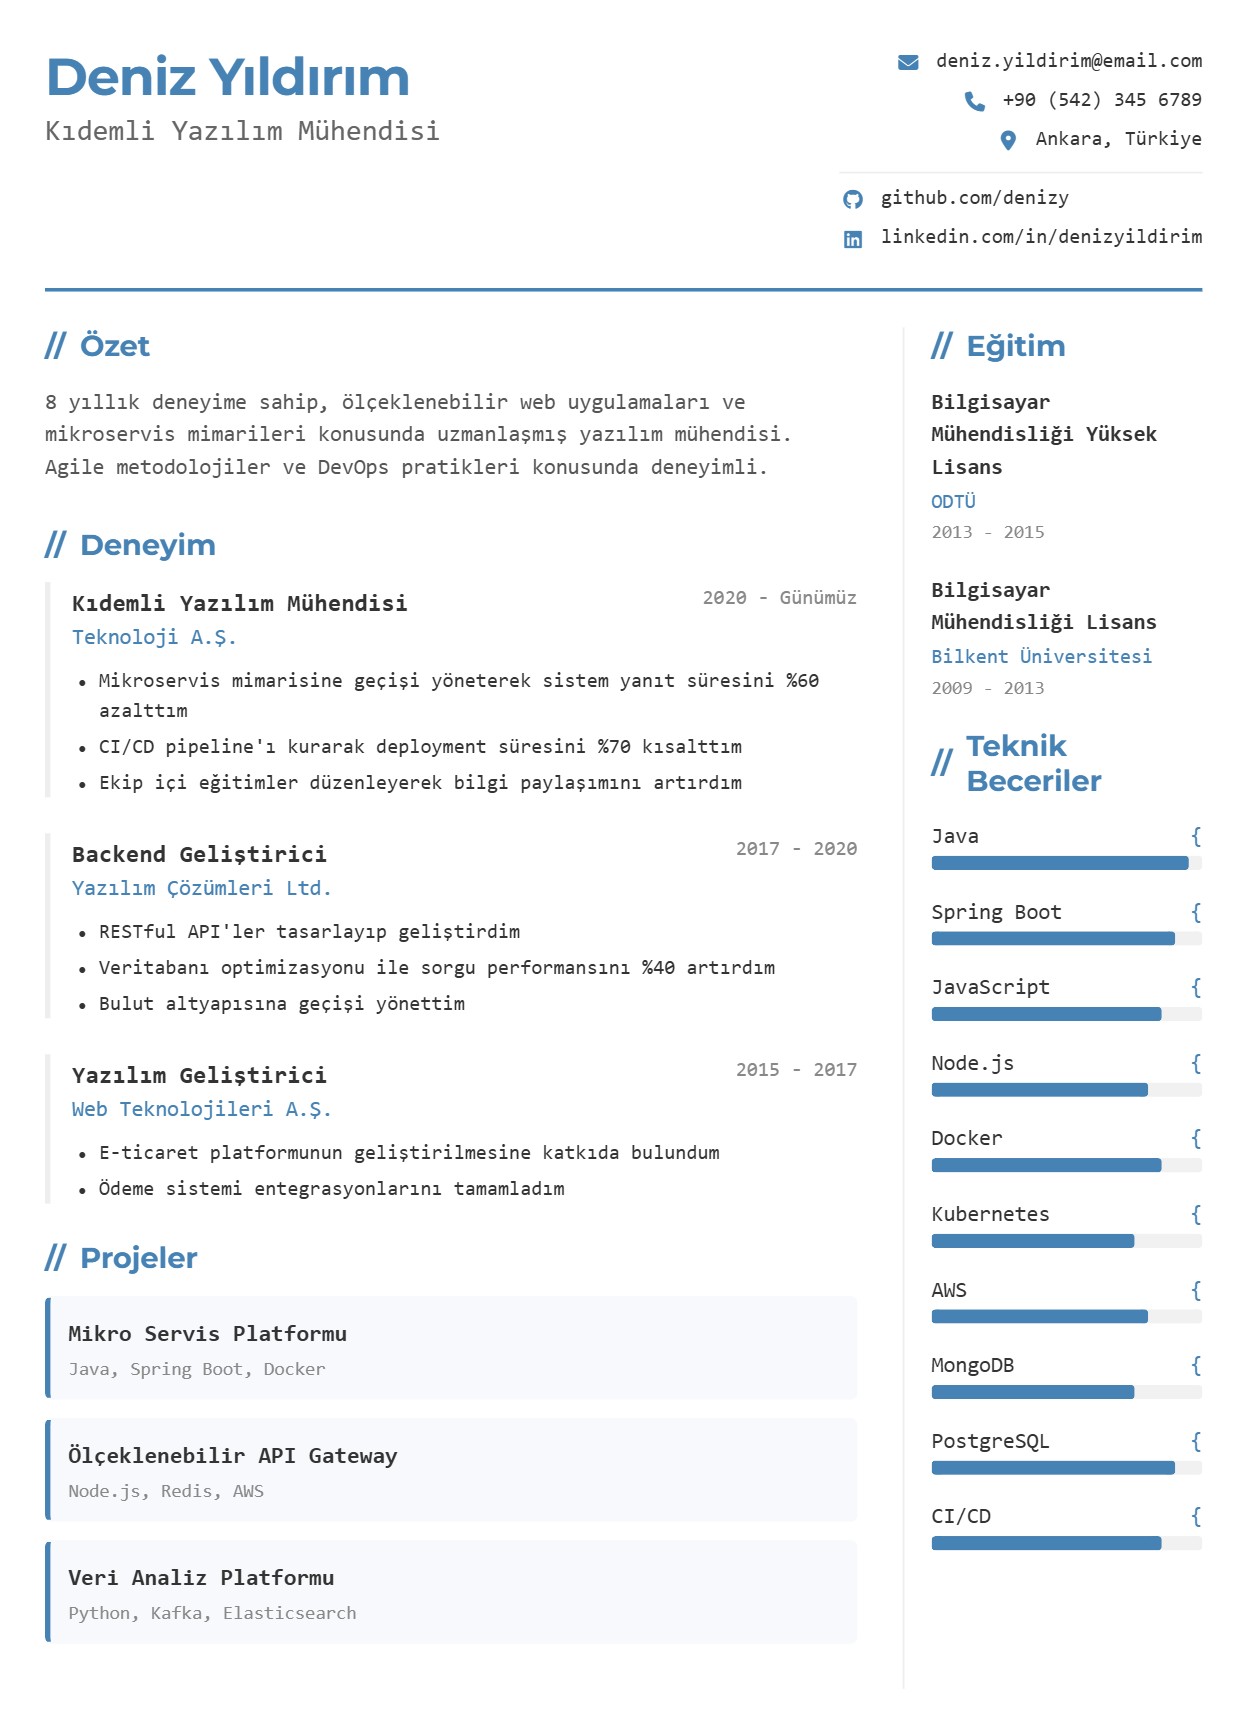 Deniz Yıldırım
Kıdemli Yazılım Mühendisi
deniz.yildirim@email.com
+90 (542) 345 6789
Ankara, Türkiye
github.com/denizy
linkedin.com/in/denizyildirim
// Özet
8 yıllık deneyime sahip, ölçeklenebilir web uygulamaları ve
mikroservis mimarileri konusunda uzmanlaşmış yazılım mühendisi.
Agile metodolojiler ve DevOps pratikleri konusunda deneyimli.
// Deneyim
Kıdemli Yazılım Mühendisi 2020 - Günümüz
Teknoloji A.Ş.
• Mikroservis mimarisine geçişi yöneterek sistem yanıt süresini %60
azalttım
• CI/CD pipeline'ı kurarak deployment süresini %70 kısalttım
• Ekip içi eğitimler düzenleyerek bilgi paylaşımını artırdım
Backend Geliştirici 2017 - 2020
Yazılım Çözümleri Ltd.
• RESTful API'ler tasarlayıp geliştirdim
• Veritabanı optimizasyonu ile sorgu performansını %40 artırdım
• Bulut altyapısına geçişi yönettim
Yazılım Geliştirici 2015 - 2017
Web Teknolojileri A.Ş.
• E-ticaret platformunun geliştirilmesine katkıda bulundum
• Ödeme sistemi entegrasyonlarını tamamladım
// Projeler
Mikro Servis Platformu
Java, Spring Boot, Docker
Ölçeklenebilir API Gateway
Node.js, Redis, AWS
Veri Analiz Platformu
Python, Kafka, Elasticsearch
// Eğitim
Bilgisayar
Mühendisliği Yüksek
Lisans
ODTÜ
2013 - 2015
Bilgisayar
Mühendisliği Lisans
Bilkent Üniversitesi
2009 - 2013
// Teknik
Beceriler
Java {
Spring Boot {
JavaScript {
Node.js {
Docker {
Kubernetes {
AWS {
MongoDB {
PostgreSQL {
CI/CD {